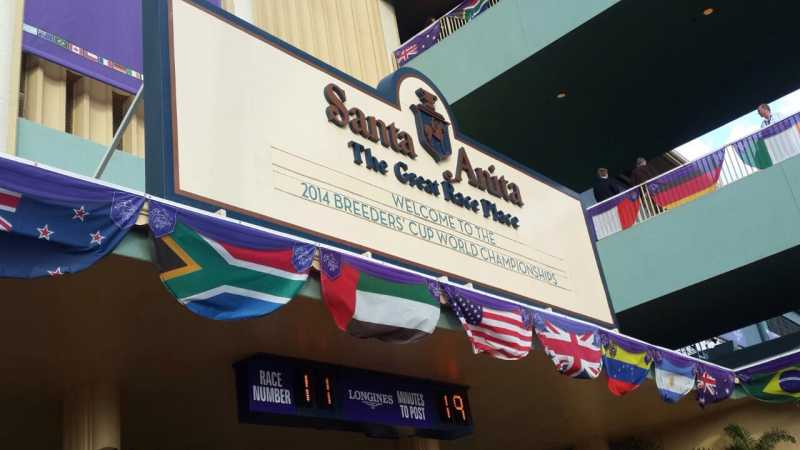 Santa
Anita
The Great Race Place
WELCOME TO THE
2014 BREEDERS' CUP WORLD CHAMPIONSHIPS
RACE
NUMBER
11
LONGINES
MINUTES
TO POST
19